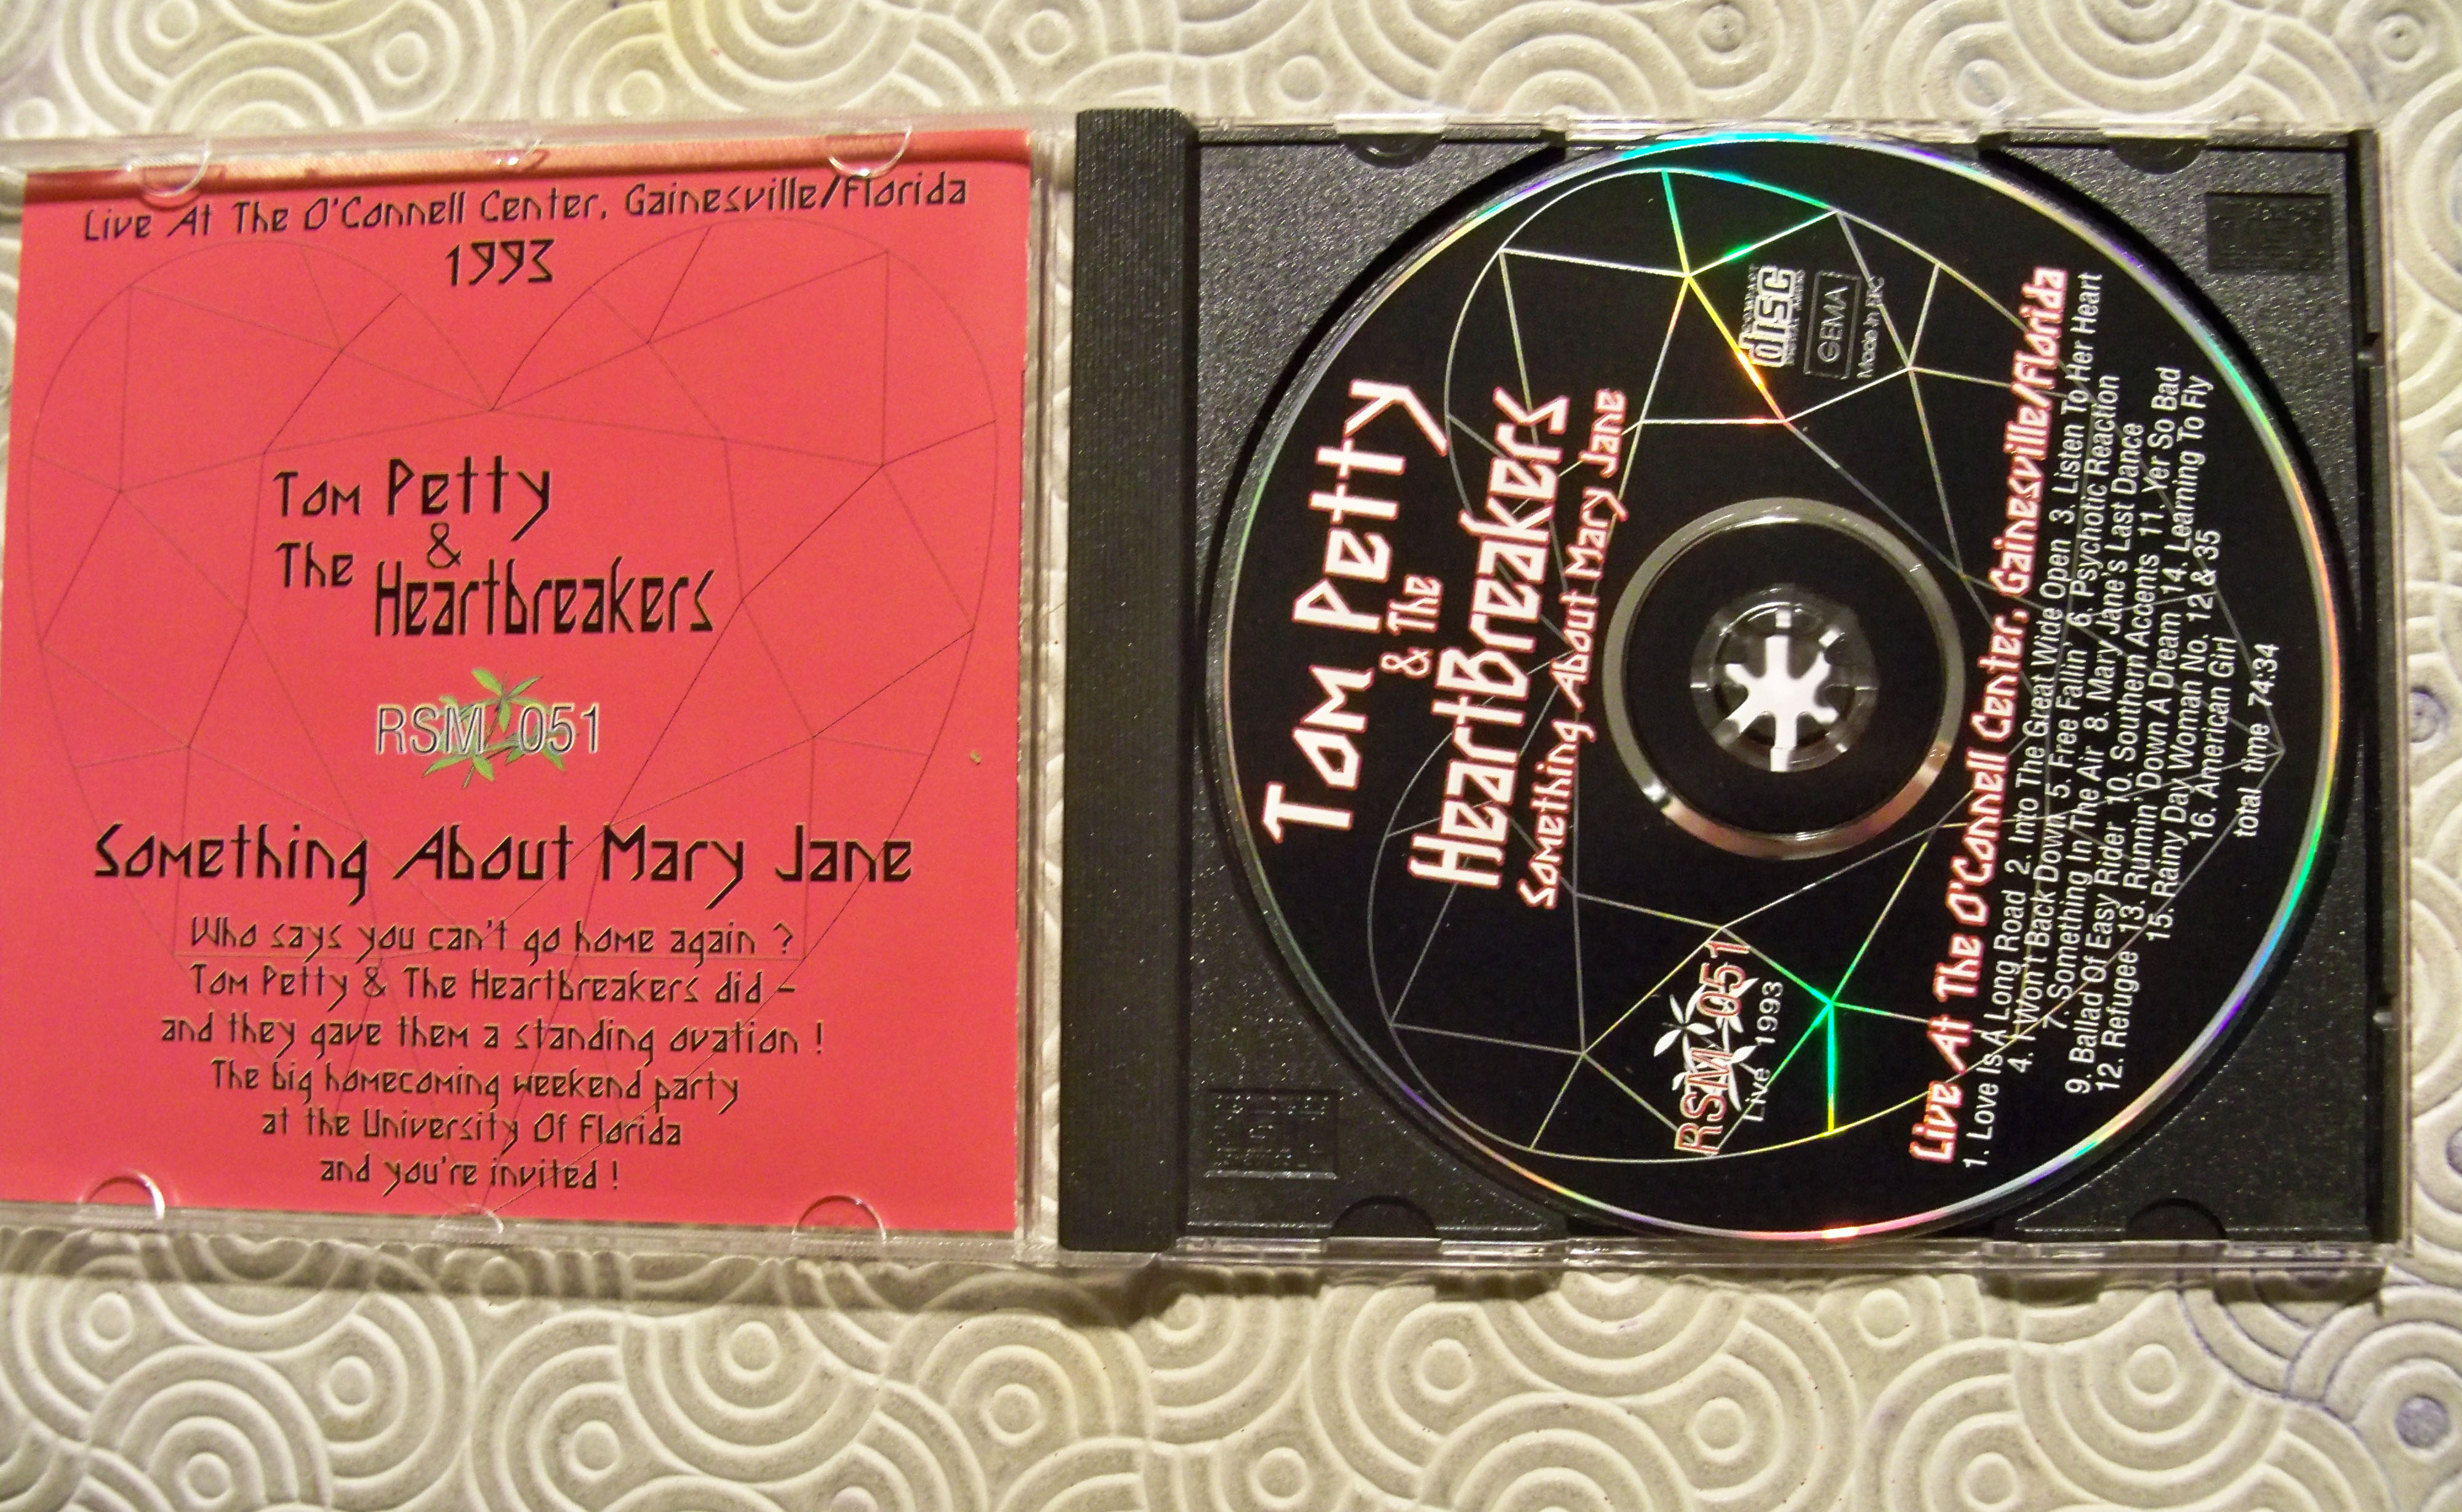 Live At The O'Connell Center, Gainesville/Florida
1993
Tom Petty
&
The Heartbreakers
RSM 051
Something About Mary Jane
Who says you can't go home again ?
Tom Petty & The Heartbreakers did -
and they gave them a standing ovation !
The big homecoming weekend party
at the University Of Florida
and you're invited !
Tom Petty
& The
HeartBreakers
Something About Mary Jane
disc
GEMA
Made in EEC
RSM 051
Live 1993
Live At The O'Connell Center, Gainesville/Florida
1. Love Is A Long Road 2. Into The Great Wide Open 3. Listen To Her Heart
4. I Won't Back Down 5. Free Fallin' 6. Psychotic Reaction
7. Something In The Air 8. Mary Jane's Last Dance
9. Ballad Of Easy Rider 10. Southern Accents 11. Yer So Bad
12. Refugee 13. Runnin' Down A Dream 14. Learning To Fly
15. Rainy Day Woman No. 12 & 35
16. American Girl
total time 74:34